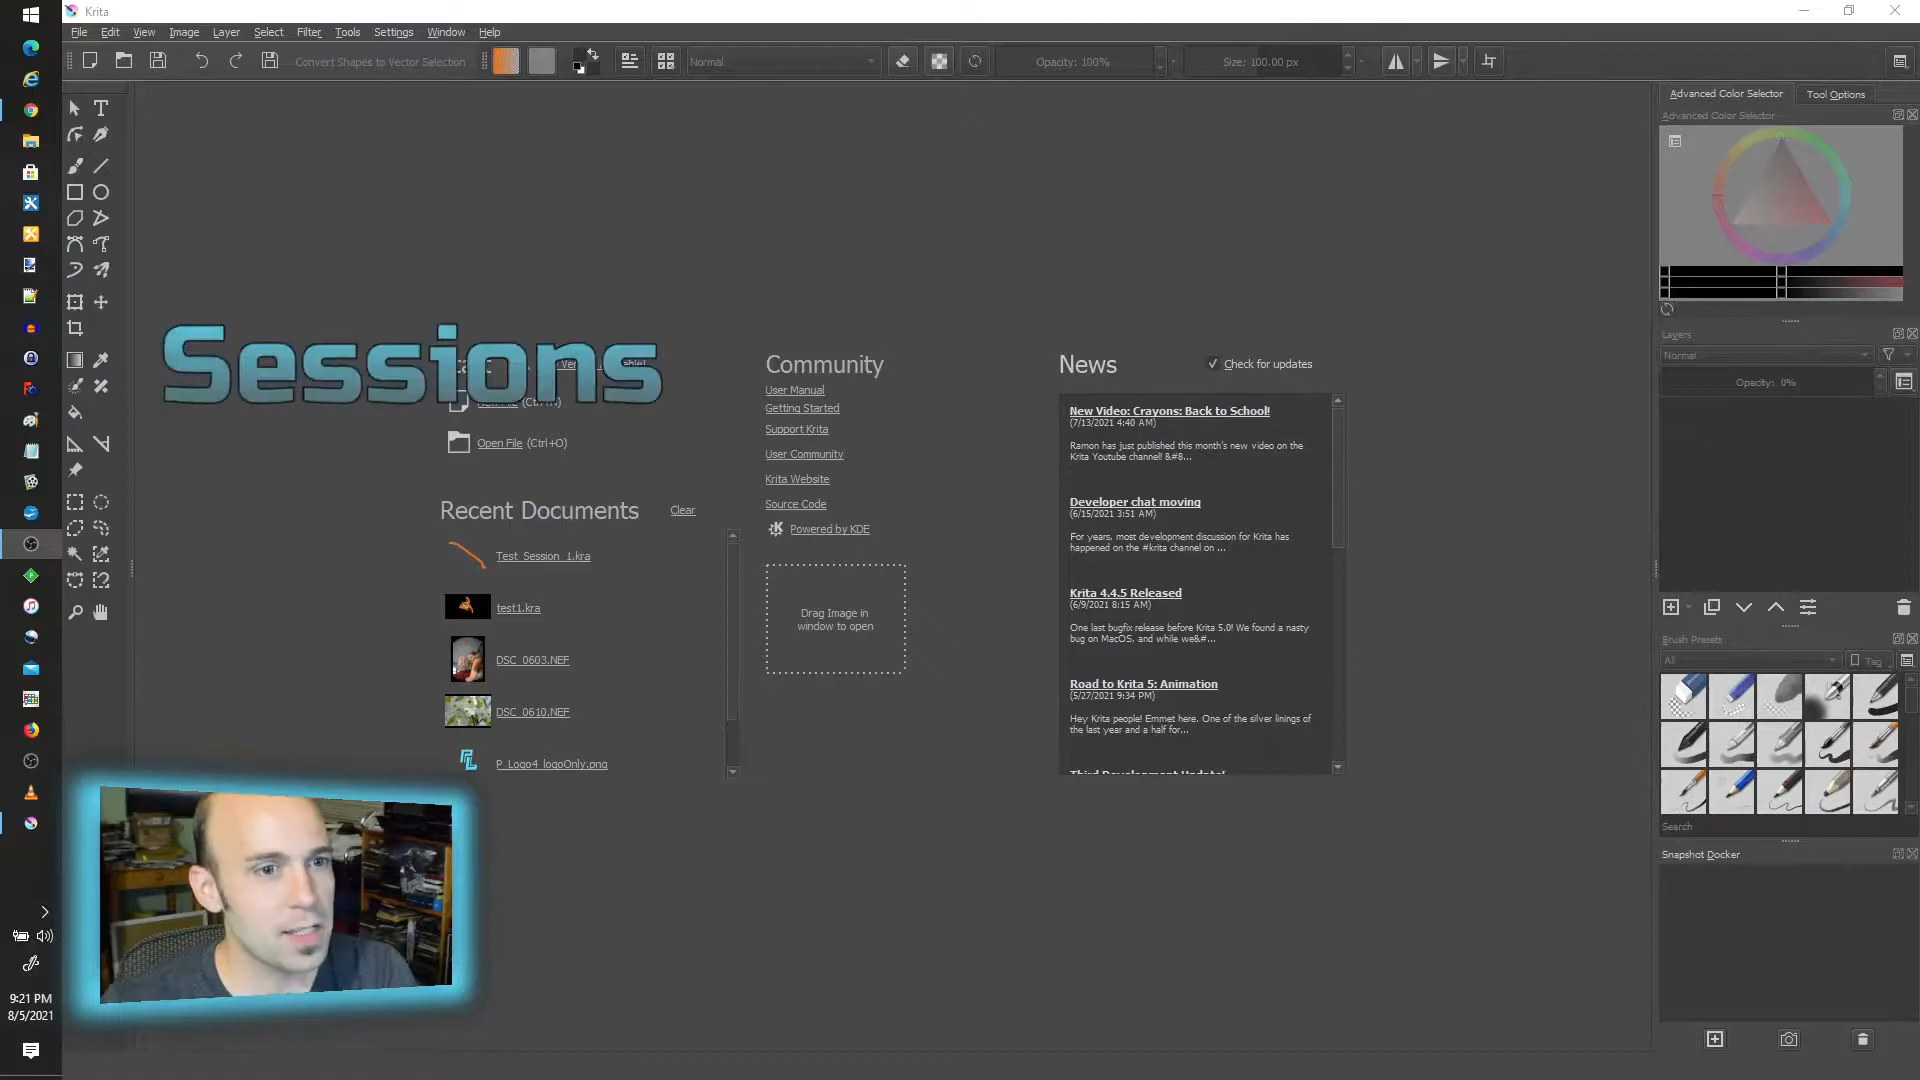 Krita
File Edit View Image Layer Select Filter Tools Settings Window Help
Convert Shapes to Vector Selection
Normal
Opacity: 100%
Size: 100.00 px
Advanced Color Selector
Tool Options
Advanced Color Selector
Layers
Normal
Opacity: 0%
Sessions
(Ctrl+N)
Open File (Ctrl+O)
Recent Documents
Clear
Test_Session_1.kra
test1.kra
DSC_0603.NEF
DSC_0610.NEF
P_Logo4_logoOnly.png
Community
User Manual
Getting Started
Support Krita
User Community
Krita Website
Source Code
Powered by KDE
Drag Image in
window to open
News
Check for updates
New Video: Crayons: Back to School!
(7/13/2021 4:40 AM)
Ramon has just published this month's new video on the
Krita Youtube channel! &#8...
Developer chat moving
(6/15/2021 3:51 AM)
For years, most development discussion for Krita has
happened on the #krita channel on ...
Krita 4.4.5 Released
(6/9/2021 8:15 AM)
One last bugfix release before Krita 5.0! We found a nasty
bug on MacOS, and while we&#...
Road to Krita 5: Animation
(5/27/2021 9:34 PM)
Hey Krita people! Emmet here. One of the silver linings of
the last year and a half for...
Third Development Update!
Brush Presets
All
Tag
Search
Snapshot Docker
9:21 PM
8/5/2021